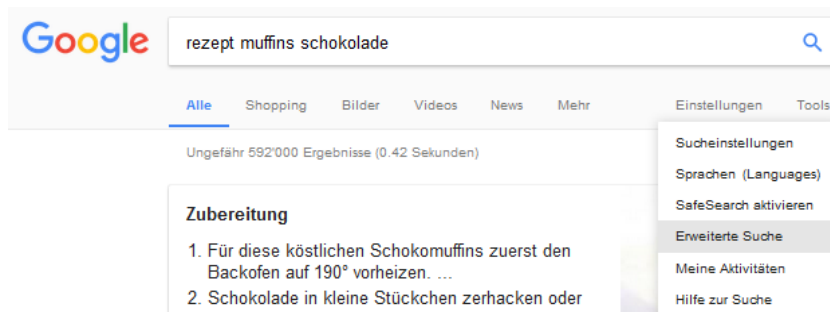 Google
rezept muffins schokolade
Alle Shopping Bilder Videos News Mehr Einstellungen Tools
Ungefähr 592'000 Ergebnisse (0.42 Sekunden)
Sucheinstellungen
Sprachen (Languages)
SafeSearch aktivieren
Erweiterte Suche
Meine Aktivitäten
Hilfe zur Suche
Zubereitung
1. Für diese köstlichen Schokomuffins zuerst den
Backofen auf 190° vorheizen. ...
2. Schokolade in kleine Stückchen zerhacken oder